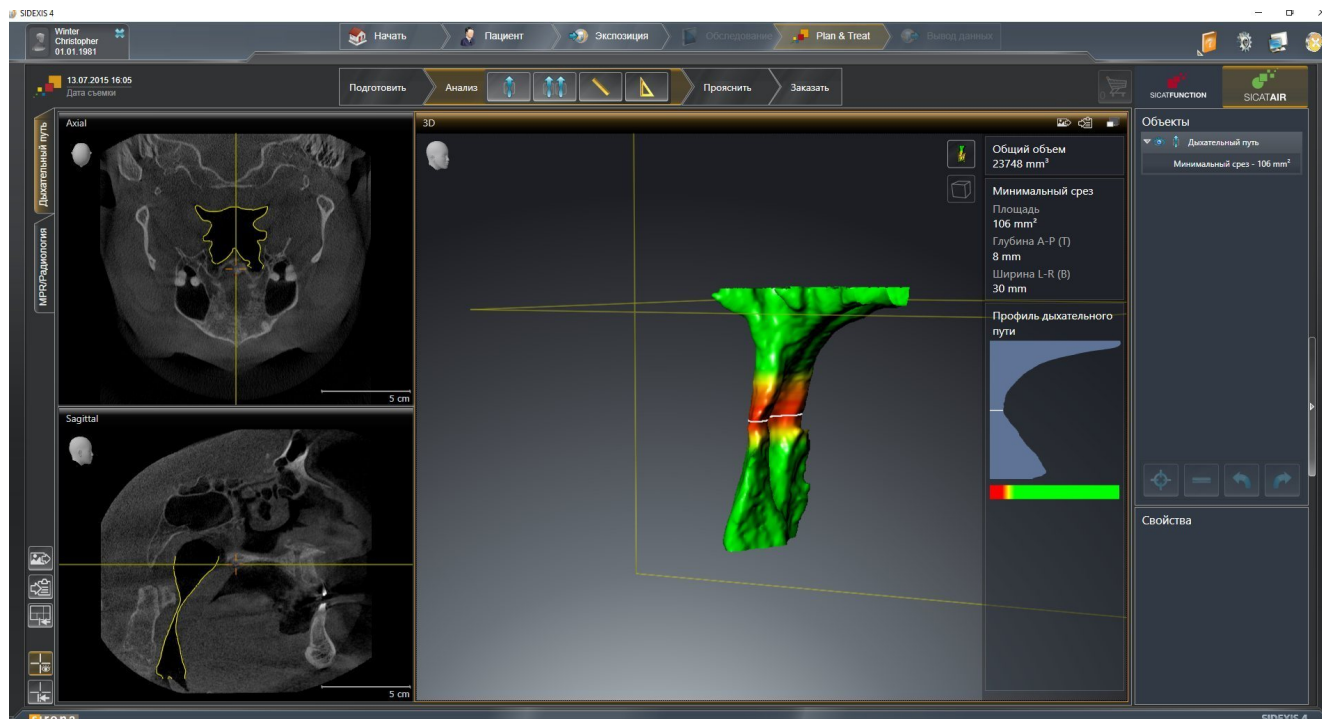 SIDEXIS 4
Winter
Christopher
01.01.1981
Начать
Пациент
Экспозиция
Обследование
Plan & Treat
Вывод данных
13.07.2015 16:05
Дата съемки
Подготовить
Анализ
Прояснить
Заказать
SICATFUNCTION
SICATAIR
Дыхательный путь
MPR/Радиология
Axial
5 cm
Sagittal
5 cm
3D
Общий объем
23748 mm³
Минимальный срез
Площадь
106 mm²
Глубина A-P (T)
8 mm
Ширина L-R (B)
30 mm
Профиль дыхательного
пути
Объекты
Дыхательный путь
Минимальный срез - 106 mm²
Свойства
SIDEXIS 4